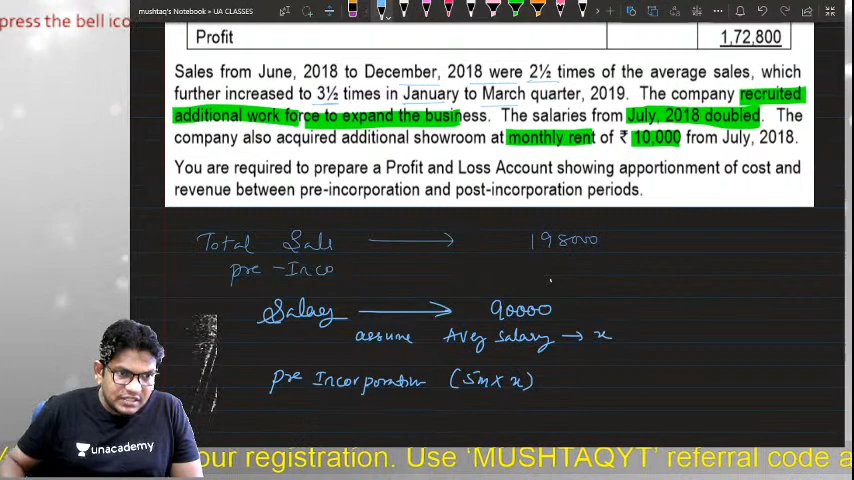 press the bell ico
mushtaq's Notebook » UA CLASSES
Profit 1,72,800
Sales from June, 2018 to December, 2018 were 2½ times of the average sales, which
further increased to 3½ times in January to March quarter, 2019. The company recruited
additional work force to expand the business. The salaries from July, 2018 doubled. The
company also acquired additional showroom at monthly rent of ₹ 10,000 from July, 2018.
You are required to prepare a Profit and Loss Account showing apportionment of cost and
revenue between pre-incorporation and post-incorporation periods.
Total Sale → 198000
pre - Inco
Salary → 90000
assume Avg Salary → x
pre Incorporation (5m × x)
unacademy
our registration. Use 'MUSHTAQYT' referral code a